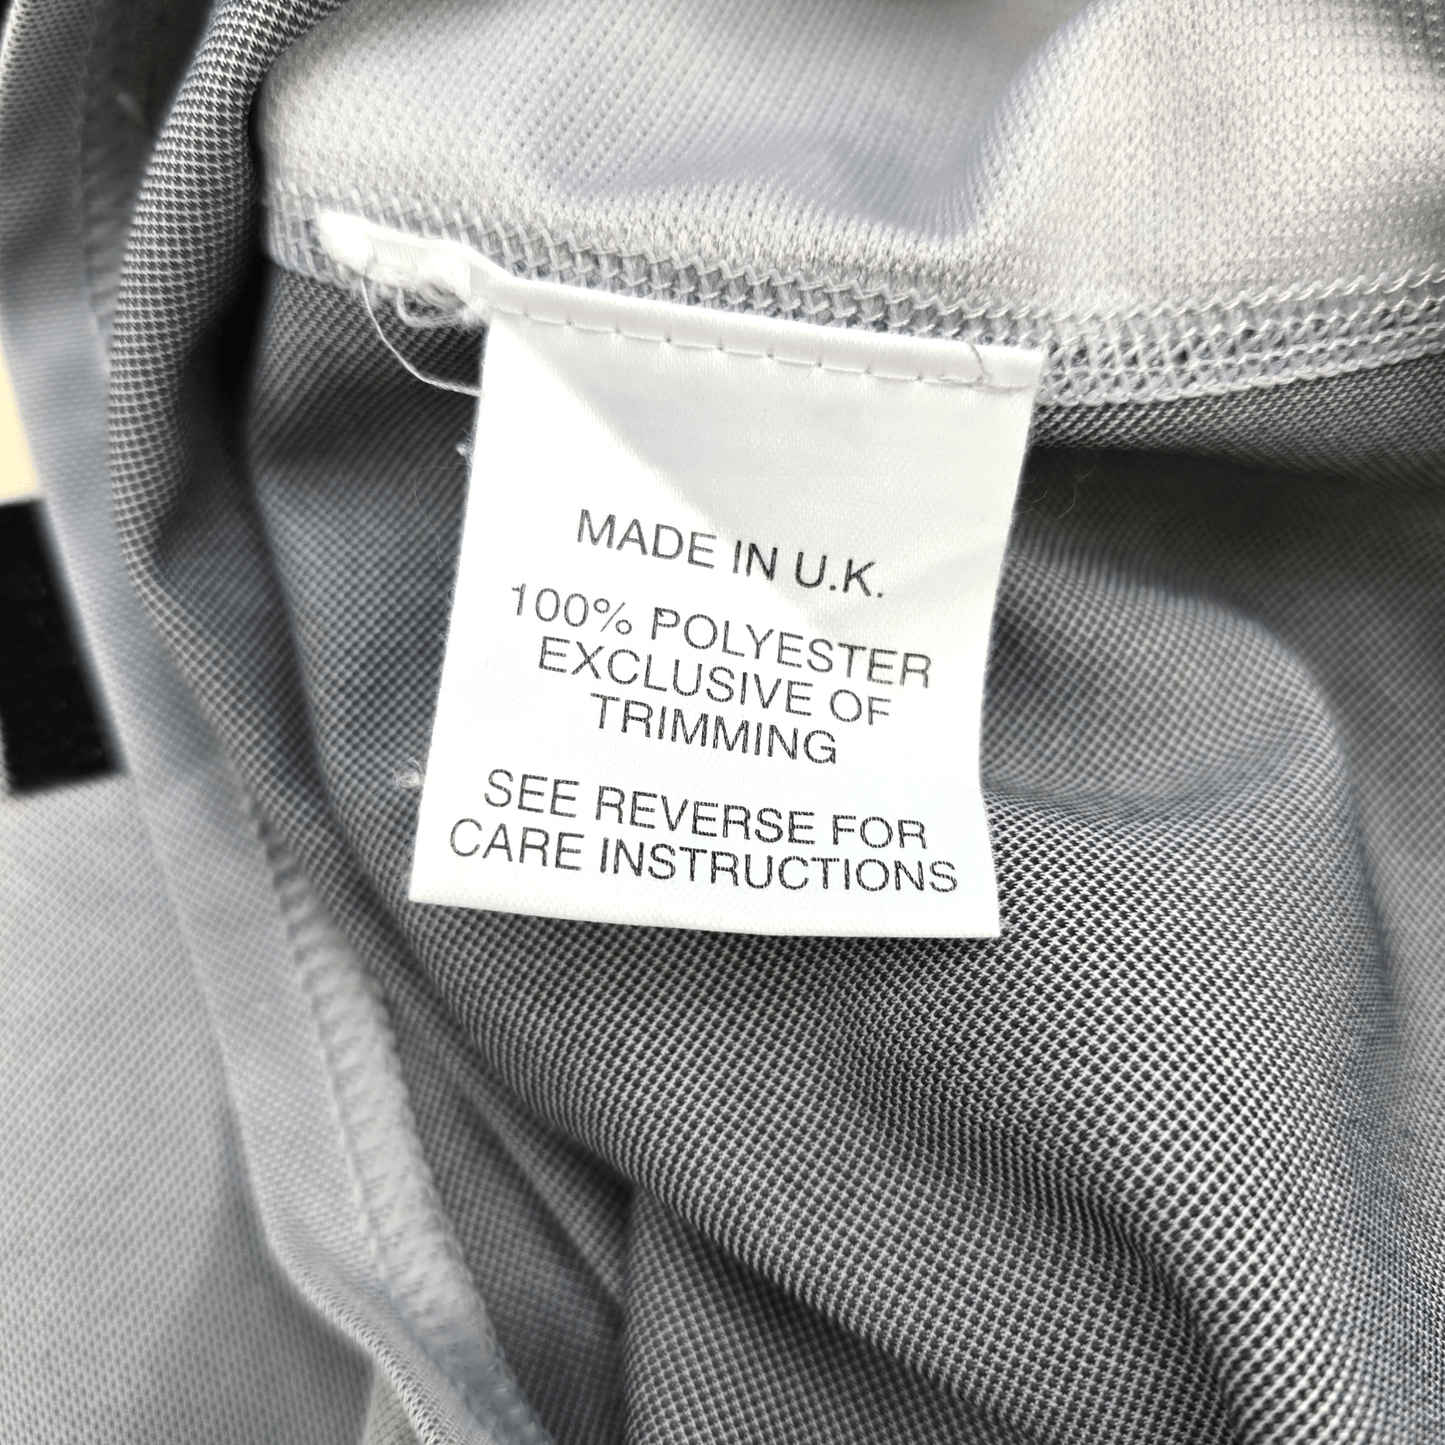 MADE IN U.K.
100% POLYESTER
EXCLUSIVE OF
TRIMMING
SEE REVERSE FOR
CARE INSTRUCTIONS